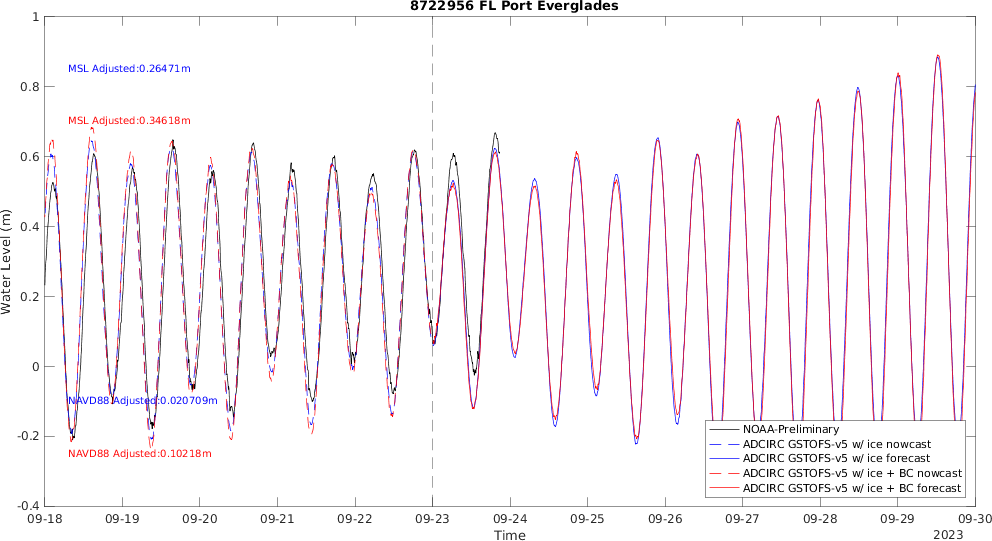 8722956 FL Port Everglades
1
0.8
0.6
0.4
0.2
0
-0.2
-0.4
Water Level (m)
MSL Adjusted:0.26471m
MSL Adjusted:0.34618m
NAVD88 Adjusted:0.020709m
NAVD88 Adjusted:0.10218m
NOAA-Preliminary
ADCIRC GSTOFS-v5 w/ ice nowcast
ADCIRC GSTOFS-v5 w/ ice forecast
ADCIRC GSTOFS-v5 w/ ice + BC nowcast
ADCIRC GSTOFS-v5 w/ ice + BC forecast
09-18 09-19 09-20 09-21 09-22 09-23 09-24 09-25 09-26 09-27 09-28 09-29 09-30
Time
2023